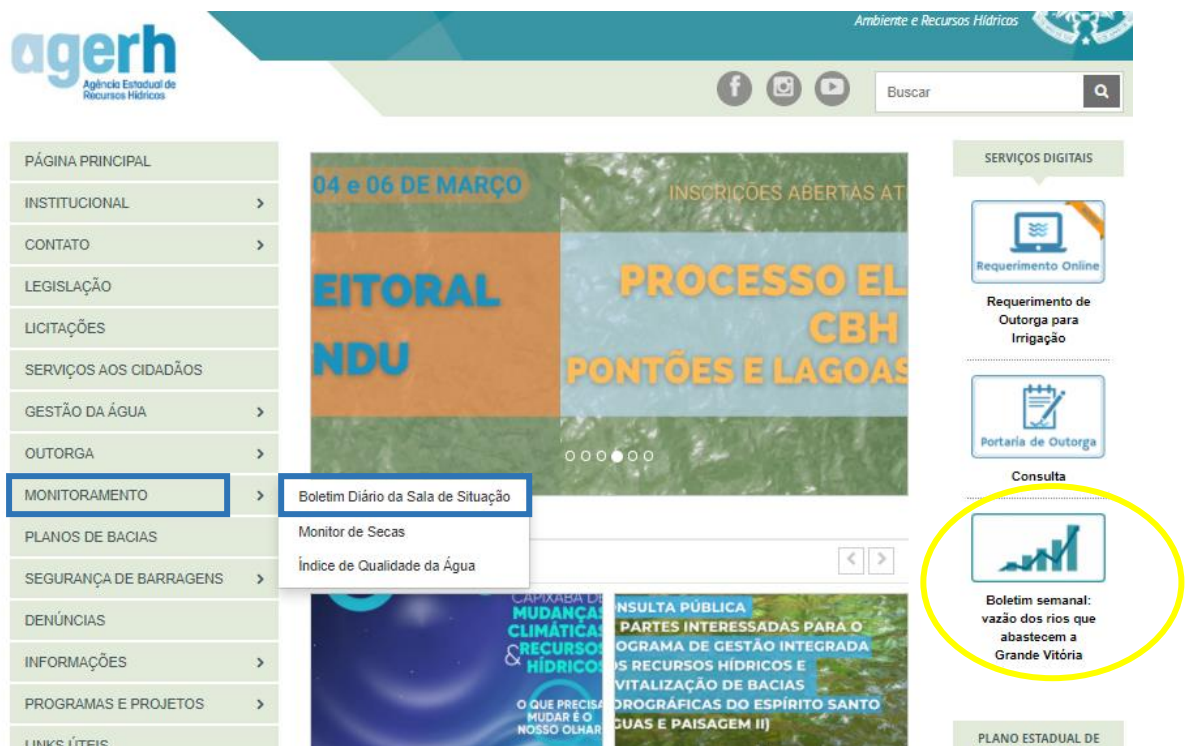 Ambiente e Recursos Hídricos
agerh
Agência Estadual de
Recursos Hídricos
Buscar
PÁGINA PRINCIPAL
INSTITUCIONAL
CONTATO
LEGISLAÇÃO
LICITAÇÕES
SERVIÇOS AOS CIDADÃOS
GESTÃO DA ÁGUA
OUTORGA
MONITORAMENTO
PLANOS DE BACIAS
SEGURANÇA DE BARRAGENS
DENÚNCIAS
INFORMAÇÕES
PROGRAMAS E PROJETOS
LINKS ÚTEIS
Boletim Diário da Sala de Situação
Monitor de Secas
Índice de Qualidade da Água
04 e 06 DE MARÇO
EITORAL
NDU
INSCRIÇÕES ABERTAS AT
PROCESSO EL
CBH
PONTÕES E LAGOAS
CAPIXABA DE
MUDANÇAS
CLIMÁTICAS
& RECURSOS
HÍDRICOS
O QUE PRECISA
MUDAR É O
NOSSO OLHAR
NSULTA PÚBLICA
PARTES INTERESSADAS PARA O
OGRAMA DE GESTÃO INTEGRADA
S RECURSOS HÍDRICOS E
VITALIZAÇÃO DE BACIAS
DROGRÁFICAS DO ESPÍRITO SANTO
GUAS E PAISAGEM II)
SERVIÇOS DIGITAIS
Requerimento Online
Requerimento de
Outorga para
Irrigação
Portaria de Outorga
Consulta
Boletim semanal:
vazão dos rios que
abastecem a
Grande Vitória
PLANO ESTADUAL DE